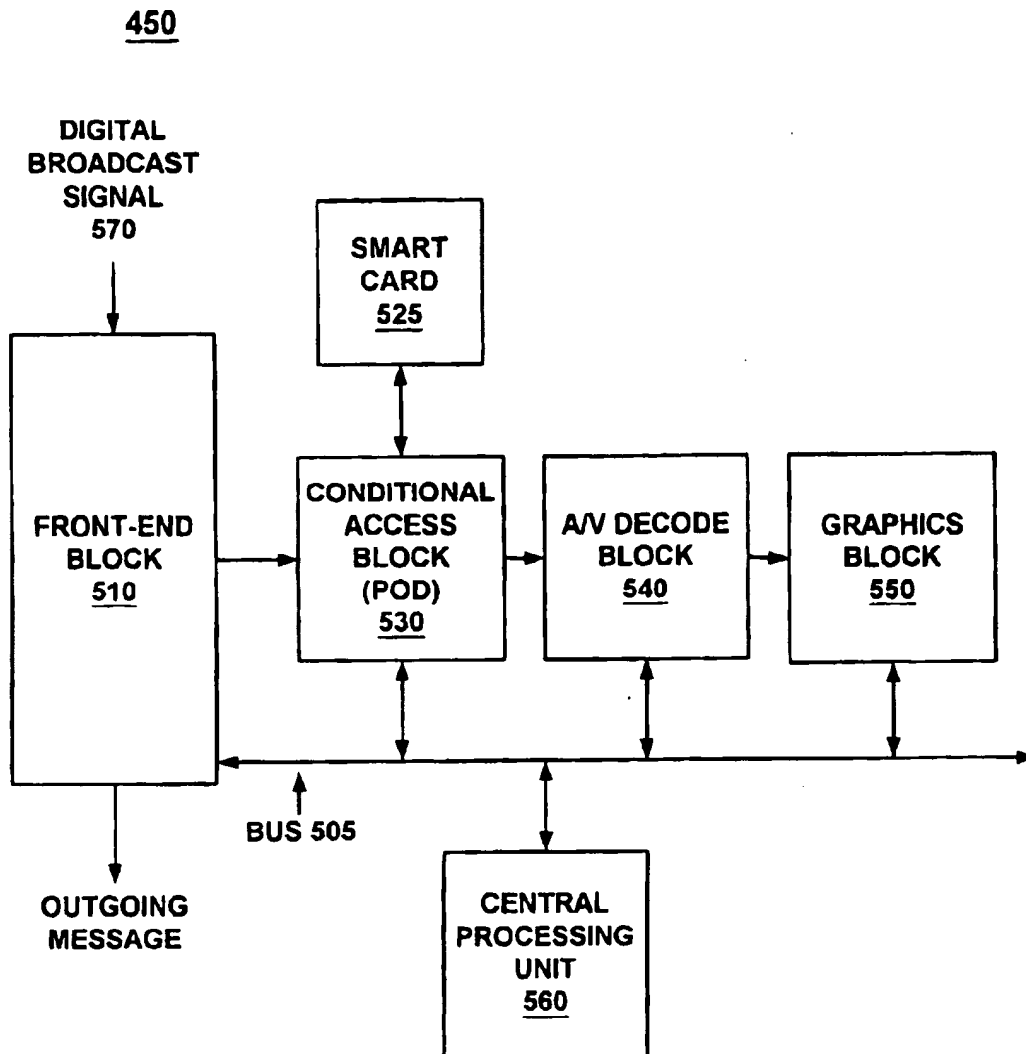 450
DIGITAL
BROADCAST
SIGNAL
570
SMART
CARD
525
FRONT-END
BLOCK
510
CONDITIONAL
ACCESS
BLOCK
(POD)
530
A/V DECODE
BLOCK
540
GRAPHICS
BLOCK
550
BUS 505
OUTGOING
MESSAGE
CENTRAL
PROCESSING
UNIT
560